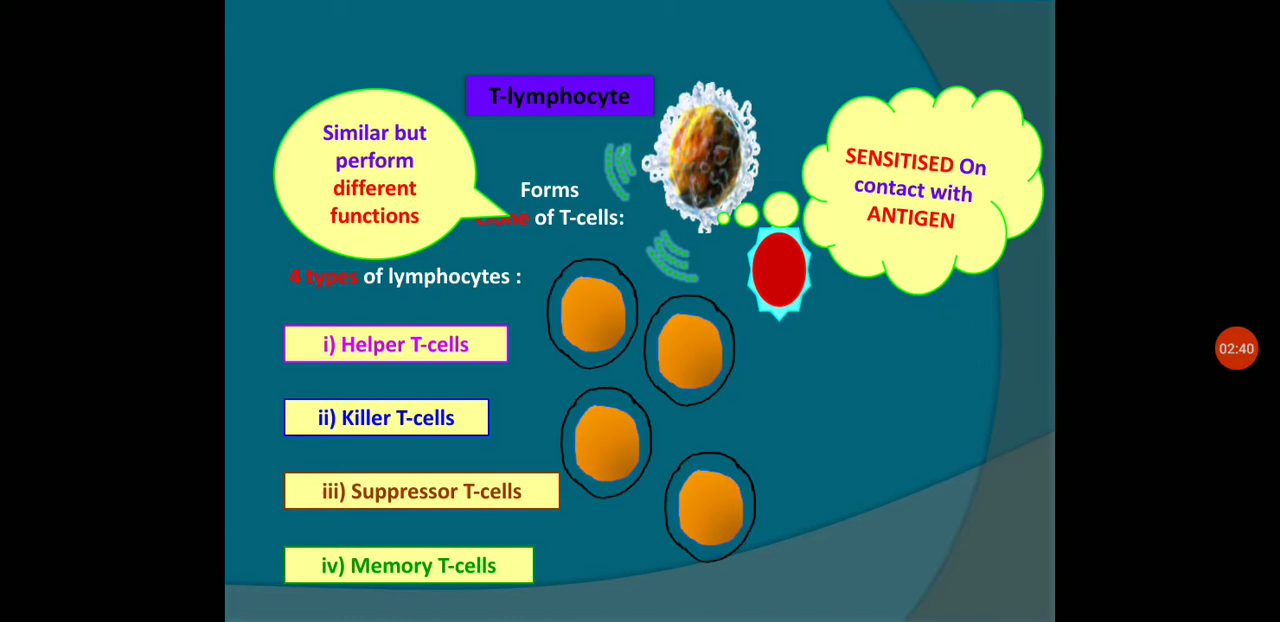 T-lymphocyte
Similar but
perform
different
functions
SENSITISED On
contact with
ANTIGEN
Forms
Clone of T-cells:
4 types of lymphocytes :
i) Helper T-cells
ii) Killer T-cells
iii) Suppressor T-cells
iv) Memory T-cells
02:40